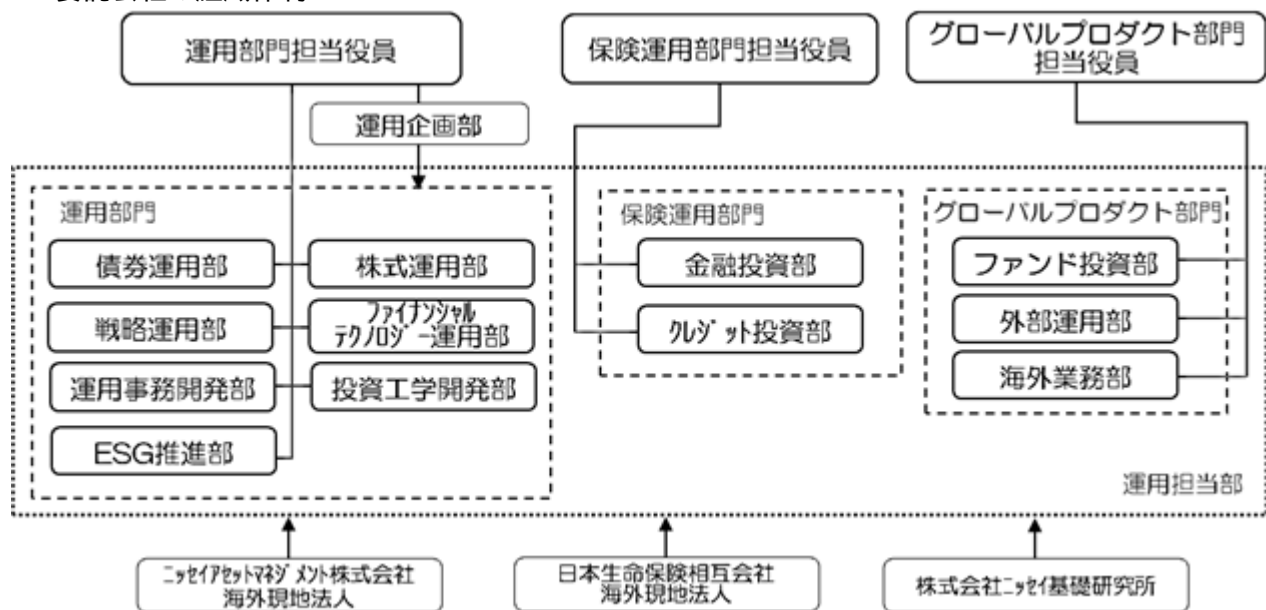 運用部門担当役員
保険運用部門担当役員
グローバルプロダクト部門
担当役員
運用企画部
運用部門
債券運用部
株式運用部
戦略運用部
ファイナンシャル
テクノロジー運用部
運用事務開発部
投資工学開発部
ESG推進部
保険運用部門
金融投資部
クレジット投資部
グローバルプロダクト部門
ファンド投資部
外部運用部
海外業務部
運用担当部
ニッセイアセットマネジメント株式会社
海外現地法人
日本生命保険相互会社
海外現地法人
株式会社ニッセイ基礎研究所